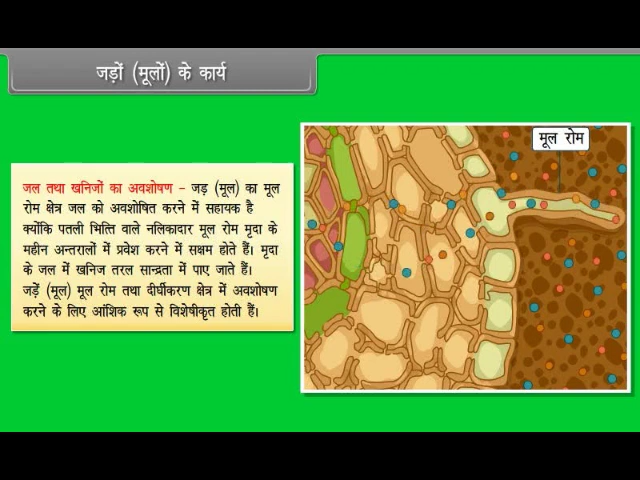 जड़ों (मूलों) के कार्य
मूल रोम
जल तथा खनिजों का अवशोषण – जड़ (मूल) का मूल
रोम क्षेत्र जल को अवशोषित करने में सहायक है
क्योंकि पतली भित्ति वाले नलिकादार मूल रोम मृदा के
महीन अन्तरालों में प्रवेश करने में सक्षम होते हैं। मृदा
के जल में खनिज तरल सान्द्रता में पाए जाते हैं।
जड़ें (मूल) मूल रोम तथा दीर्घीकरण क्षेत्र में अवशोषण
करने के लिए आंशिक रूप से विशेषीकृत होती हैं।